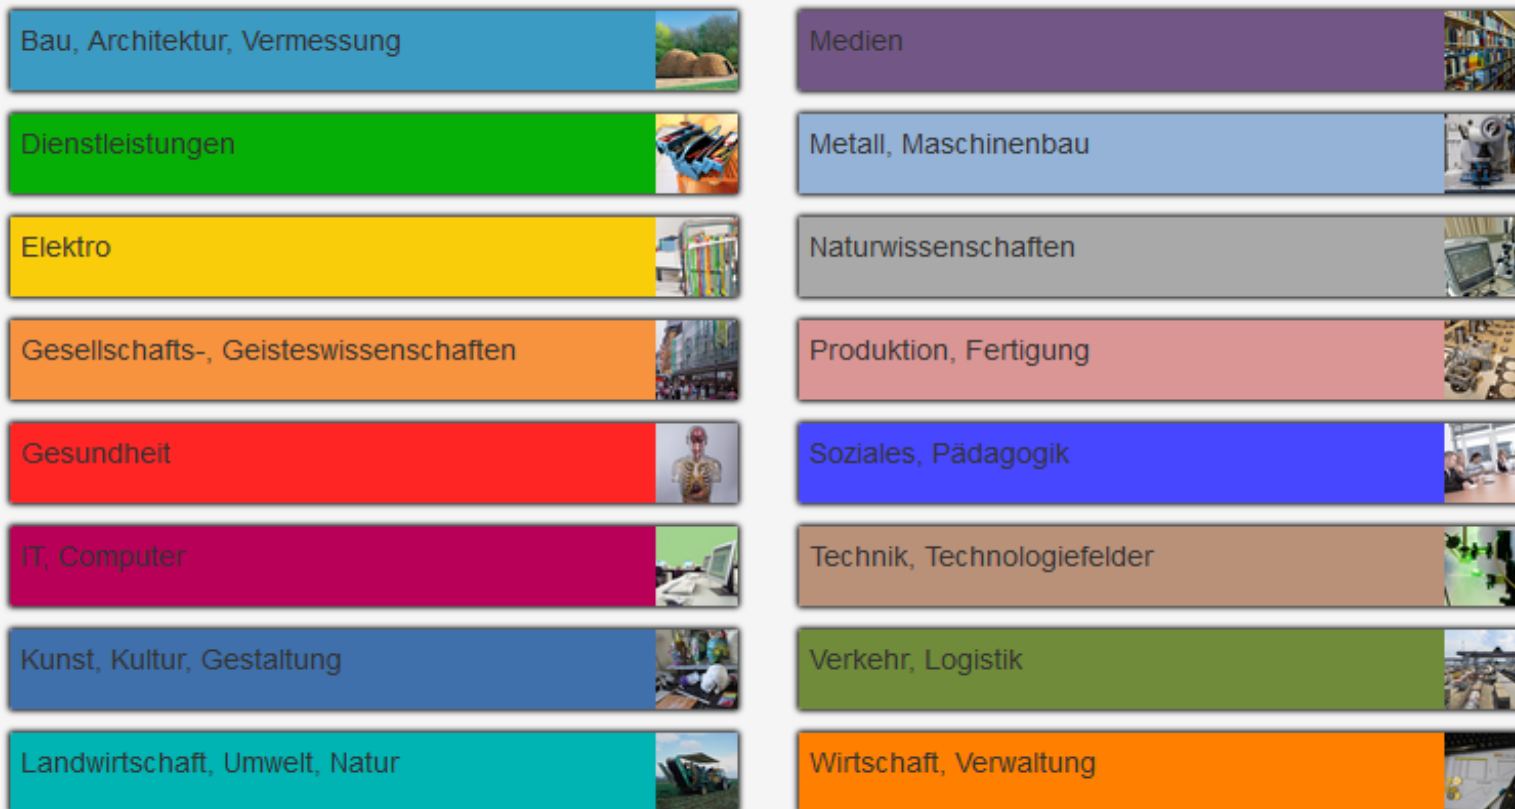 Bau, Architektur, Vermessung
Dienstleistungen
Elektro
Gesellschafts-, Geisteswissenschaften
Gesundheit
IT, Computer
Kunst, Kultur, Gestaltung
Landwirtschaft, Umwelt, Natur
Medien
Metall, Maschinenbau
Naturwissenschaften
Produktion, Fertigung
Soziales, Pädagogik
Technik, Technologiefelder
Verkehr, Logistik
Wirtschaft, Verwaltung